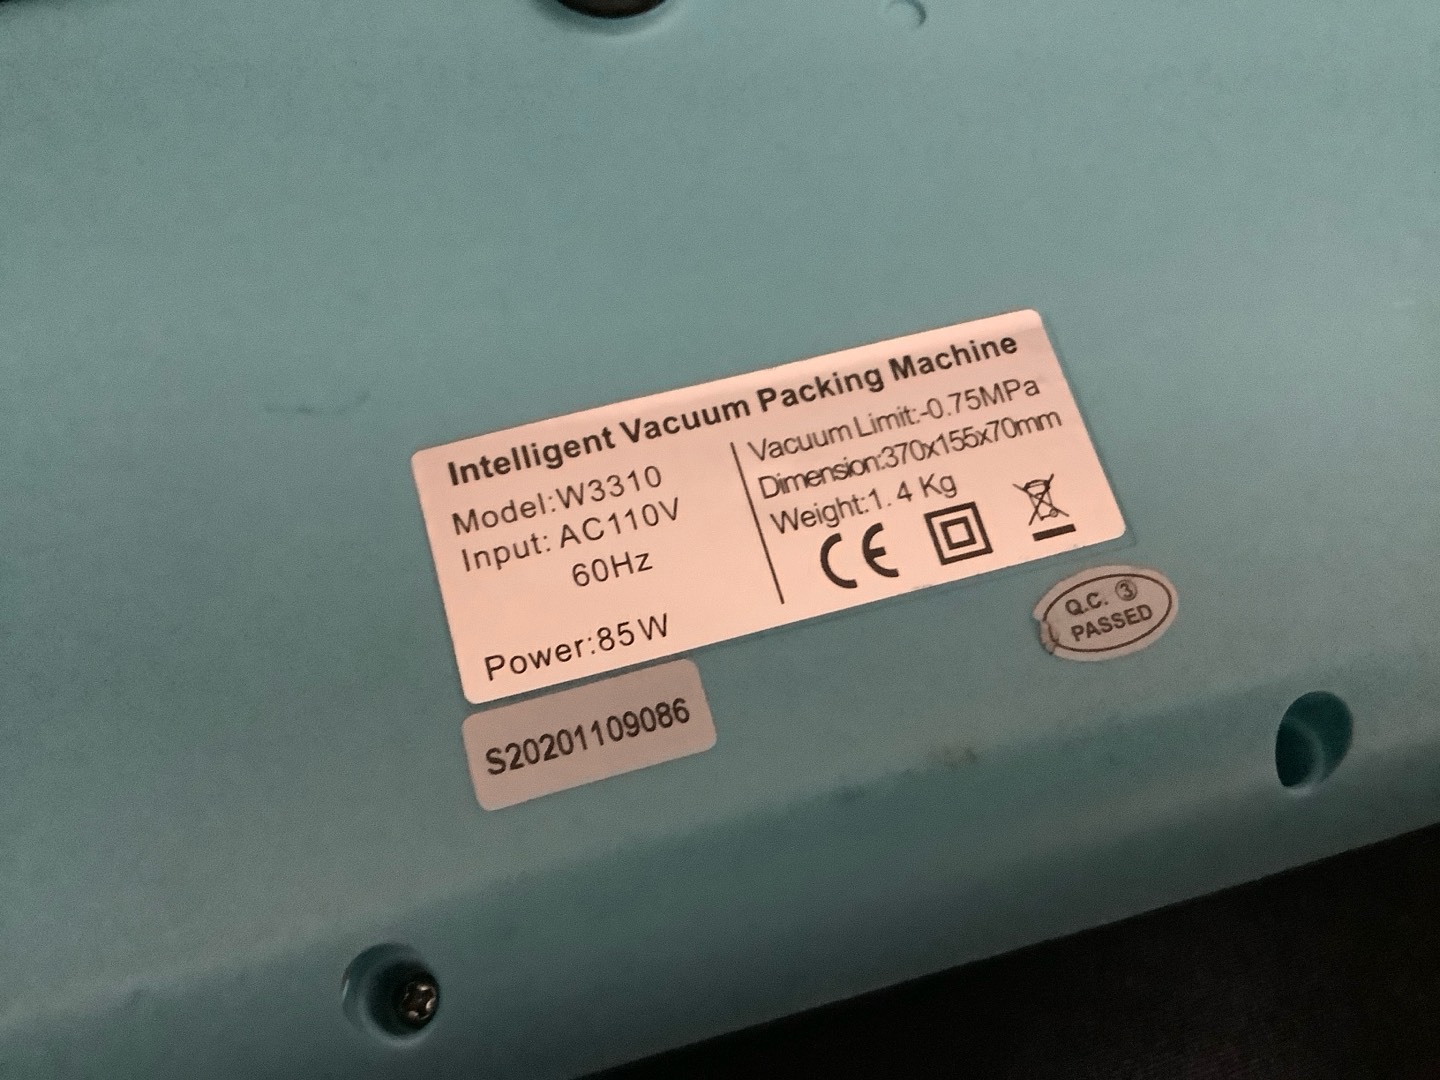 Intelligent Vacuum Packing Machine
Model:W3310
Input: AC110V
60Hz
Power:85W
Vacuum Limit:-0.75MPa
Dimension:370x155x70mm
Weight:1.4 Kg
CE
Q.C. ③
PASSED
S20201109086